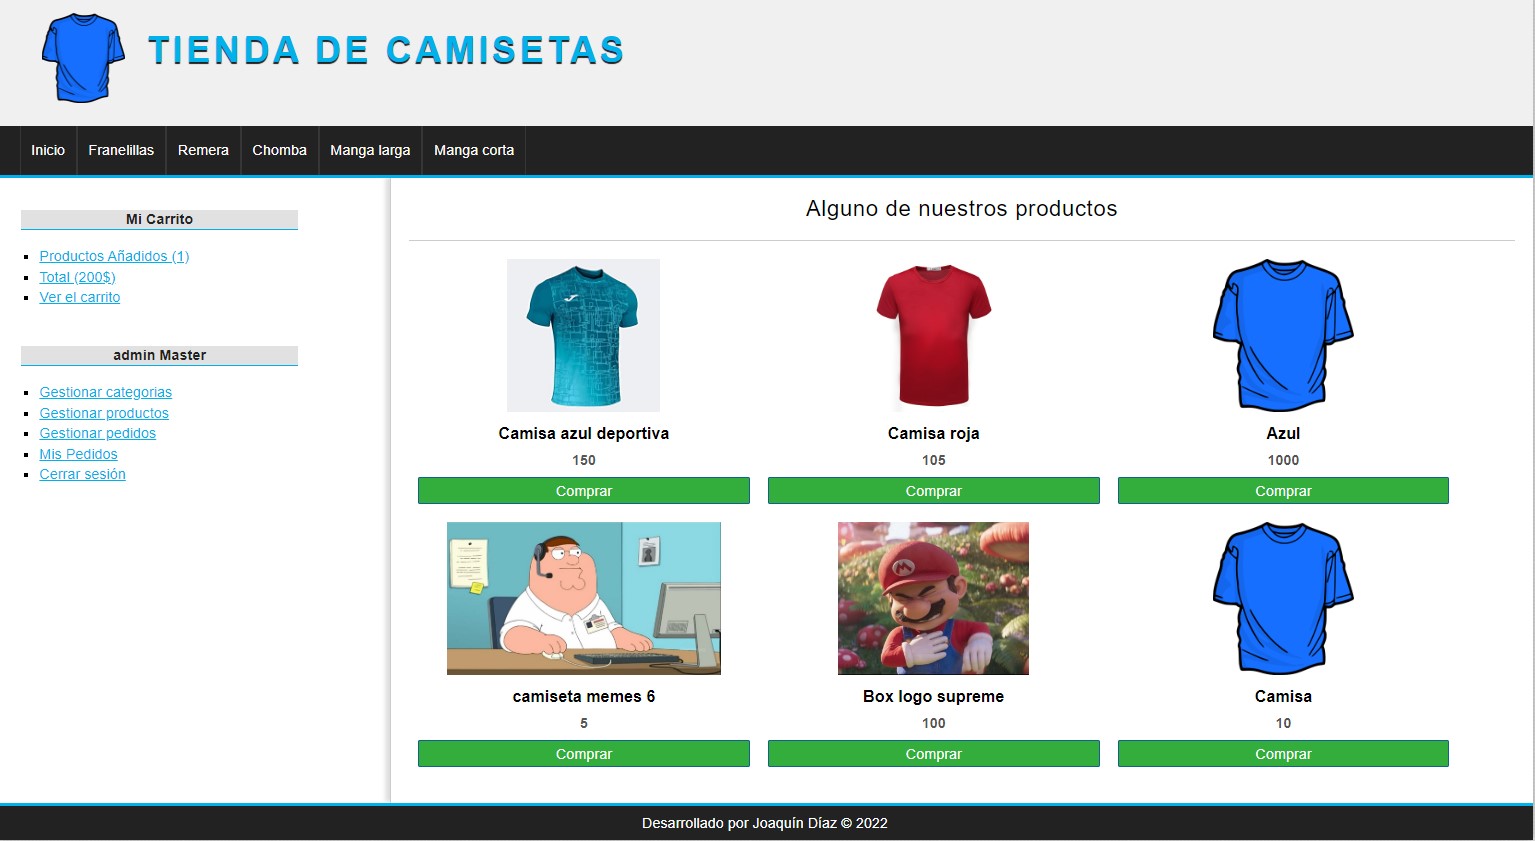 TIENDA DE CAMISETAS
Inicio
Franelillas
Remera
Chomba
Manga larga
Manga corta
Mi Carrito
Productos Añadidos (1)
Total (200$)
Ver el carrito
admin Master
Gestionar categorias
Gestionar productos
Gestionar pedidos
Mis Pedidos
Cerrar sesión
Alguno de nuestros productos
Camisa azul deportiva
150
Comprar
Camisa roja
105
Comprar
Azul
1000
Comprar
camiseta memes 6
5
Comprar
M
Box logo supreme
100
Comprar
Camisa
10
Comprar
Desarrollado por Joaquín Díaz © 2022